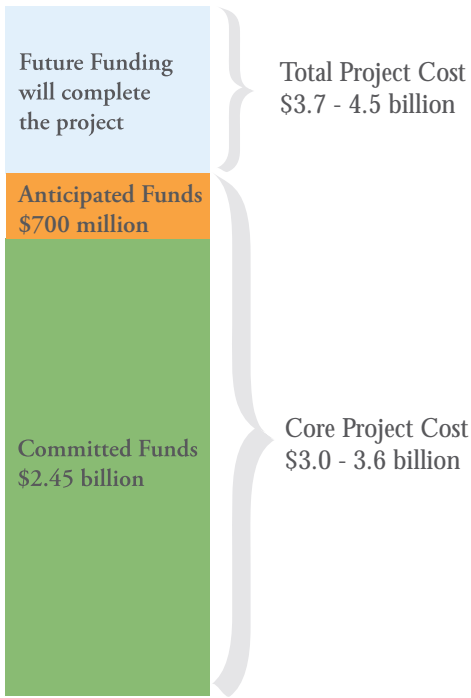 Future Funding
will complete
the project
Total Project Cost
$3.7 - 4.5 billion
Anticipated Funds
$700 million
Committed Funds
$2.45 billion
Core Project Cost
$3.0 - 3.6 billion